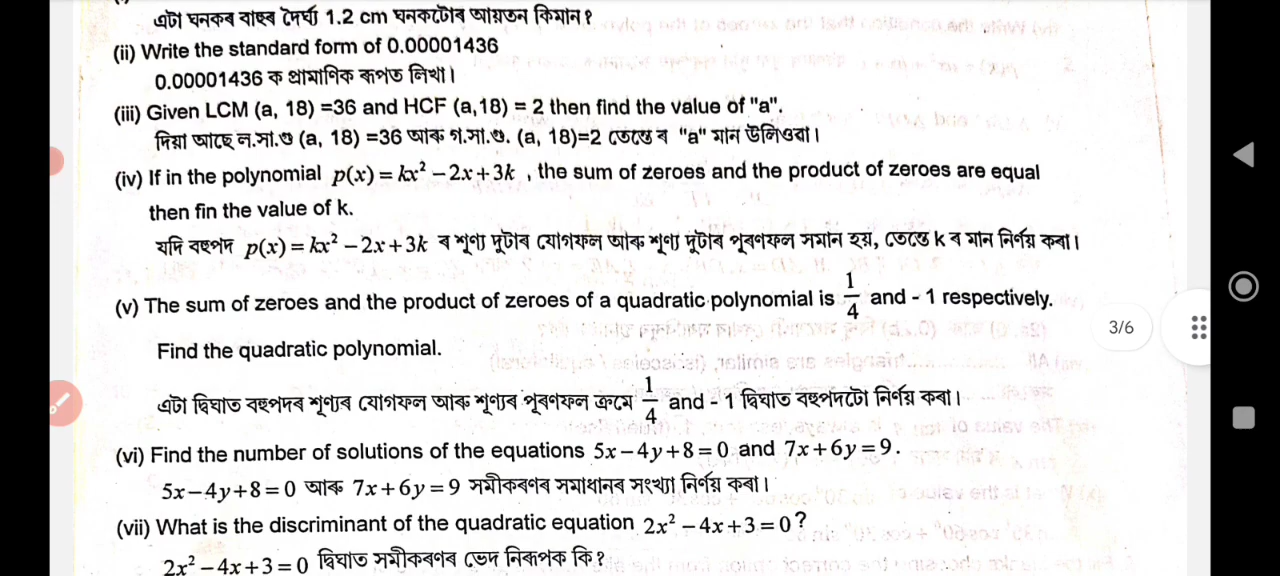 এটা ঘনকৰ বাহুৰ দৈৰ্ঘ্য 1.2 cm ঘনকটোৰ আয়তন কিমান ?
(ii) Write the standard form of 0.00001436
0.00001436 ক প্ৰামাণিক ৰূপত লিখা।
(iii) Given LCM (a, 18) =36 and HCF (a,18) = 2 then find the value of "a".
দিয়া আছে ল.সা.গু (a, 18) =36 আৰু গ.সা.গু. (a, 18)=2 তেন্তে ৰ "a" মান উলিওৱা।
(iv) If in the polynomial p(x) = kx² − 2x + 3k , the sum of zeroes and the product of zeroes are equal
then fin the value of k.
যদি বহুপদ p(x) = kx² − 2x + 3k ৰ শূণ্য দুটাৰ যোগফল আৰু শূণ্য দুটাৰ পূৰণফল সমান হয়, তেন্তে k ৰ মান নিৰ্ণয় কৰা।
(v) The sum of zeroes and the product of zeroes of a quadratic polynomial is 1/4 and - 1 respectively.
Find the quadratic polynomial.
এটা দ্বিঘাত বহুপদৰ শূণ্যৰ যোগফল আৰু শূণ্যৰ পূৰণফল ক্ৰমে 1/4 and - 1 দ্বিঘাত বহুপদটো নিৰ্ণয় কৰা।
(vi) Find the number of solutions of the equations 5x − 4y + 8 = 0 and 7x + 6y = 9.
5x − 4y + 8 = 0 আৰু 7x + 6y = 9 সমীকৰণৰ সমাধানৰ সংখ্যা নিৰ্ণয় কৰা।
(vii) What is the discriminant of the quadratic equation 2x² − 4x + 3 = 0 ?
2x² − 4x + 3 = 0 দ্বিঘাত সমীকৰণৰ ভেদ নিৰূপক কি?
3/6